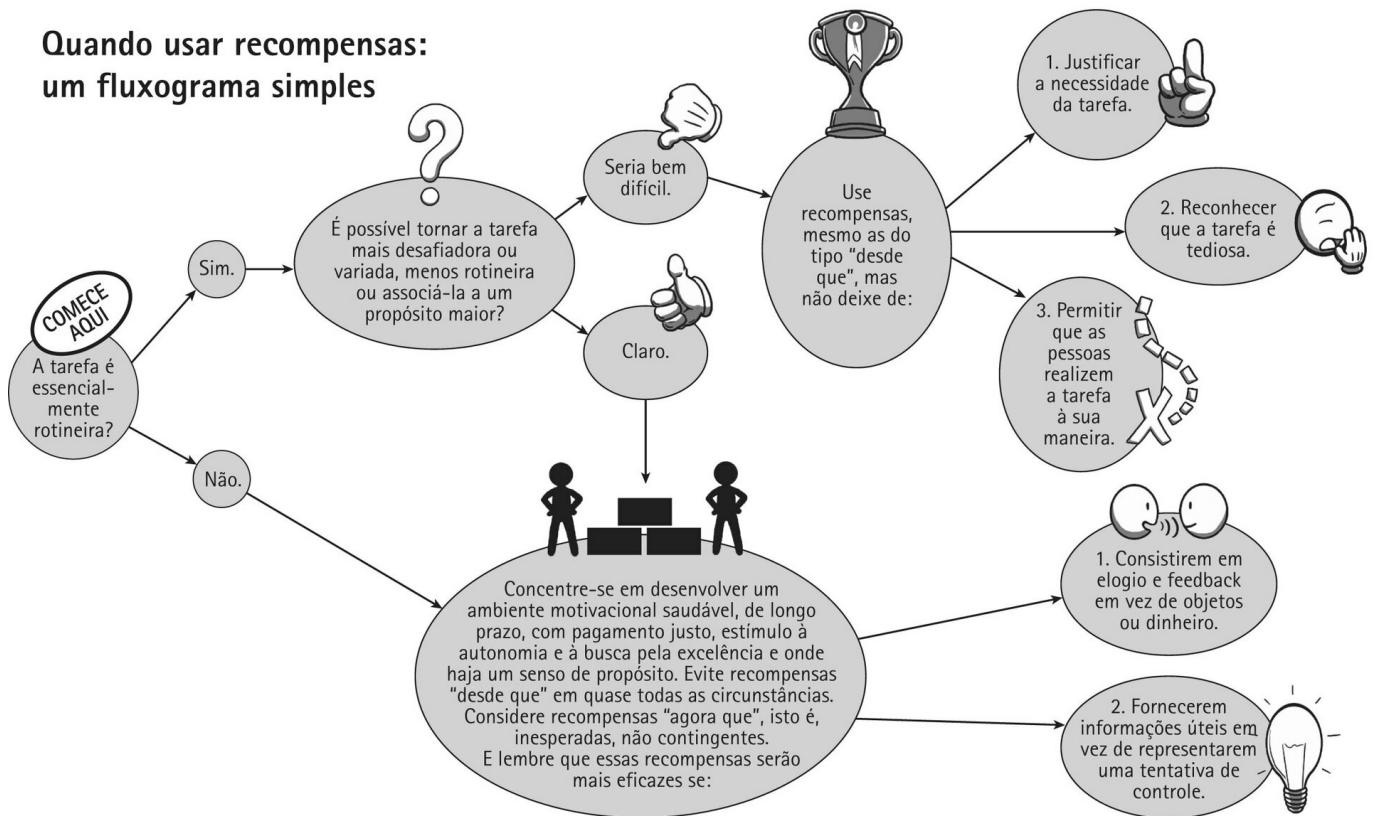 Quando usar recompensas:
um fluxograma simples
COMECE
AQUI
A tarefa é
essencial-
mente
rotineira?
Sim.
É possível tornar a tarefa
mais desafiadora ou
variada, menos rotineira
ou associá-la a um
propósito maior?
Seria bem
difícil.
Use
recompensas,
mesmo as do
tipo “desde
que”, mas
não deixe de:
1. Justificar
a necessidade
da tarefa.
2. Reconhecer
que a tarefa é
tediosa.
3. Permitir
que as
pessoas
realizem
a tarefa
à sua
maneira.
Claro.
Não.
Concentre-se em desenvolver um
ambiente motivacional saudável, de longo
prazo, com pagamento justo, estímulo à
autonomia e à busca pela excelência e onde
haja um senso de propósito. Evite recompensas
“desde que” em quase todas as circunstâncias.
Considere recompensas “agora que”, isto é,
inesperadas, não contingentes.
E lembre que essas recompensas serão
mais eficazes se:
1. Consistirem em
elogio e feedback
em vez de objetos
ou dinheiro.
2. Fornecerem
informações úteis em
vez de representarem
uma tentativa de
controle.